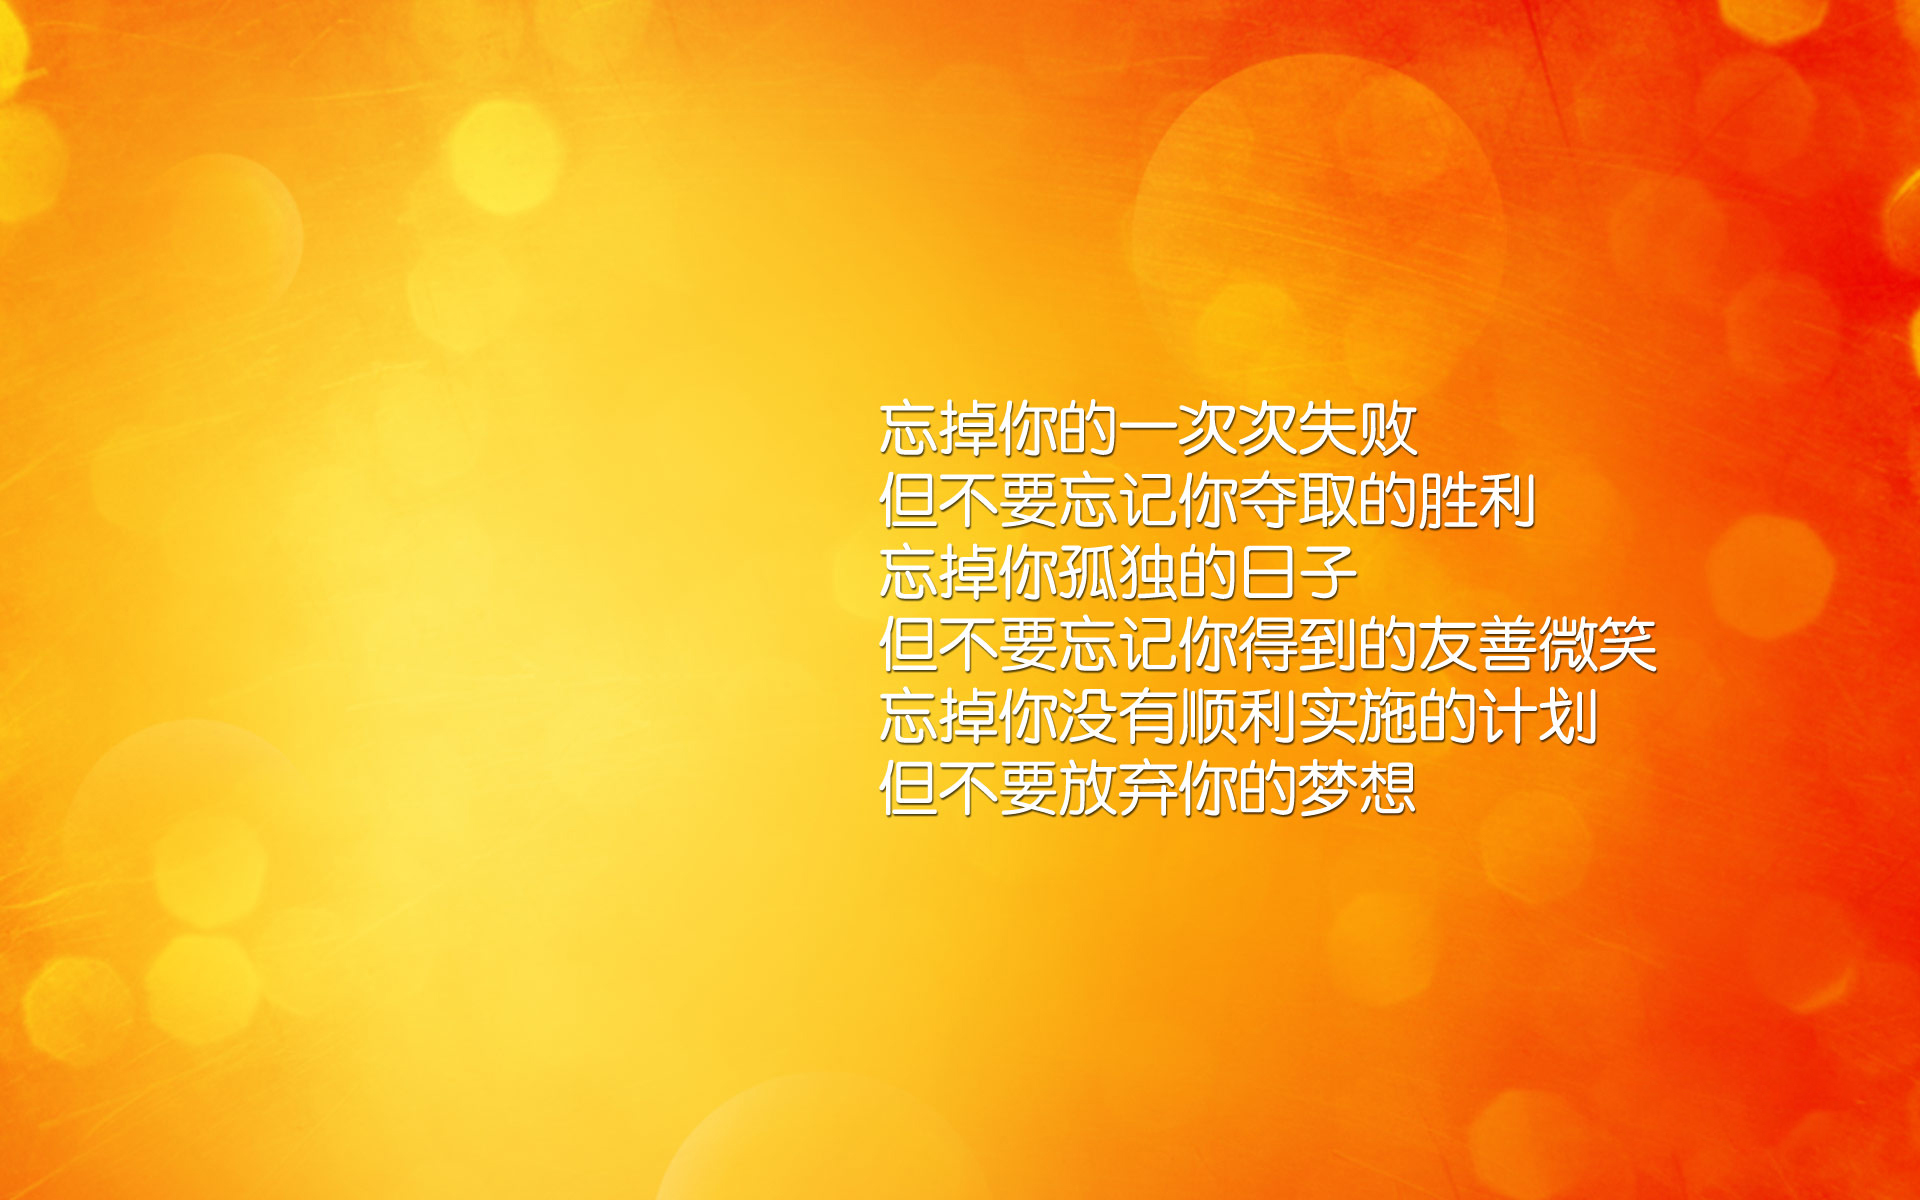 忘掉你的一次次失败
但不要忘记你夺取的胜利
忘掉你孤独的日子
但不要忘记你得到的友善微笑
忘掉你没有顺利实施的计划
但不要放弃你的梦想